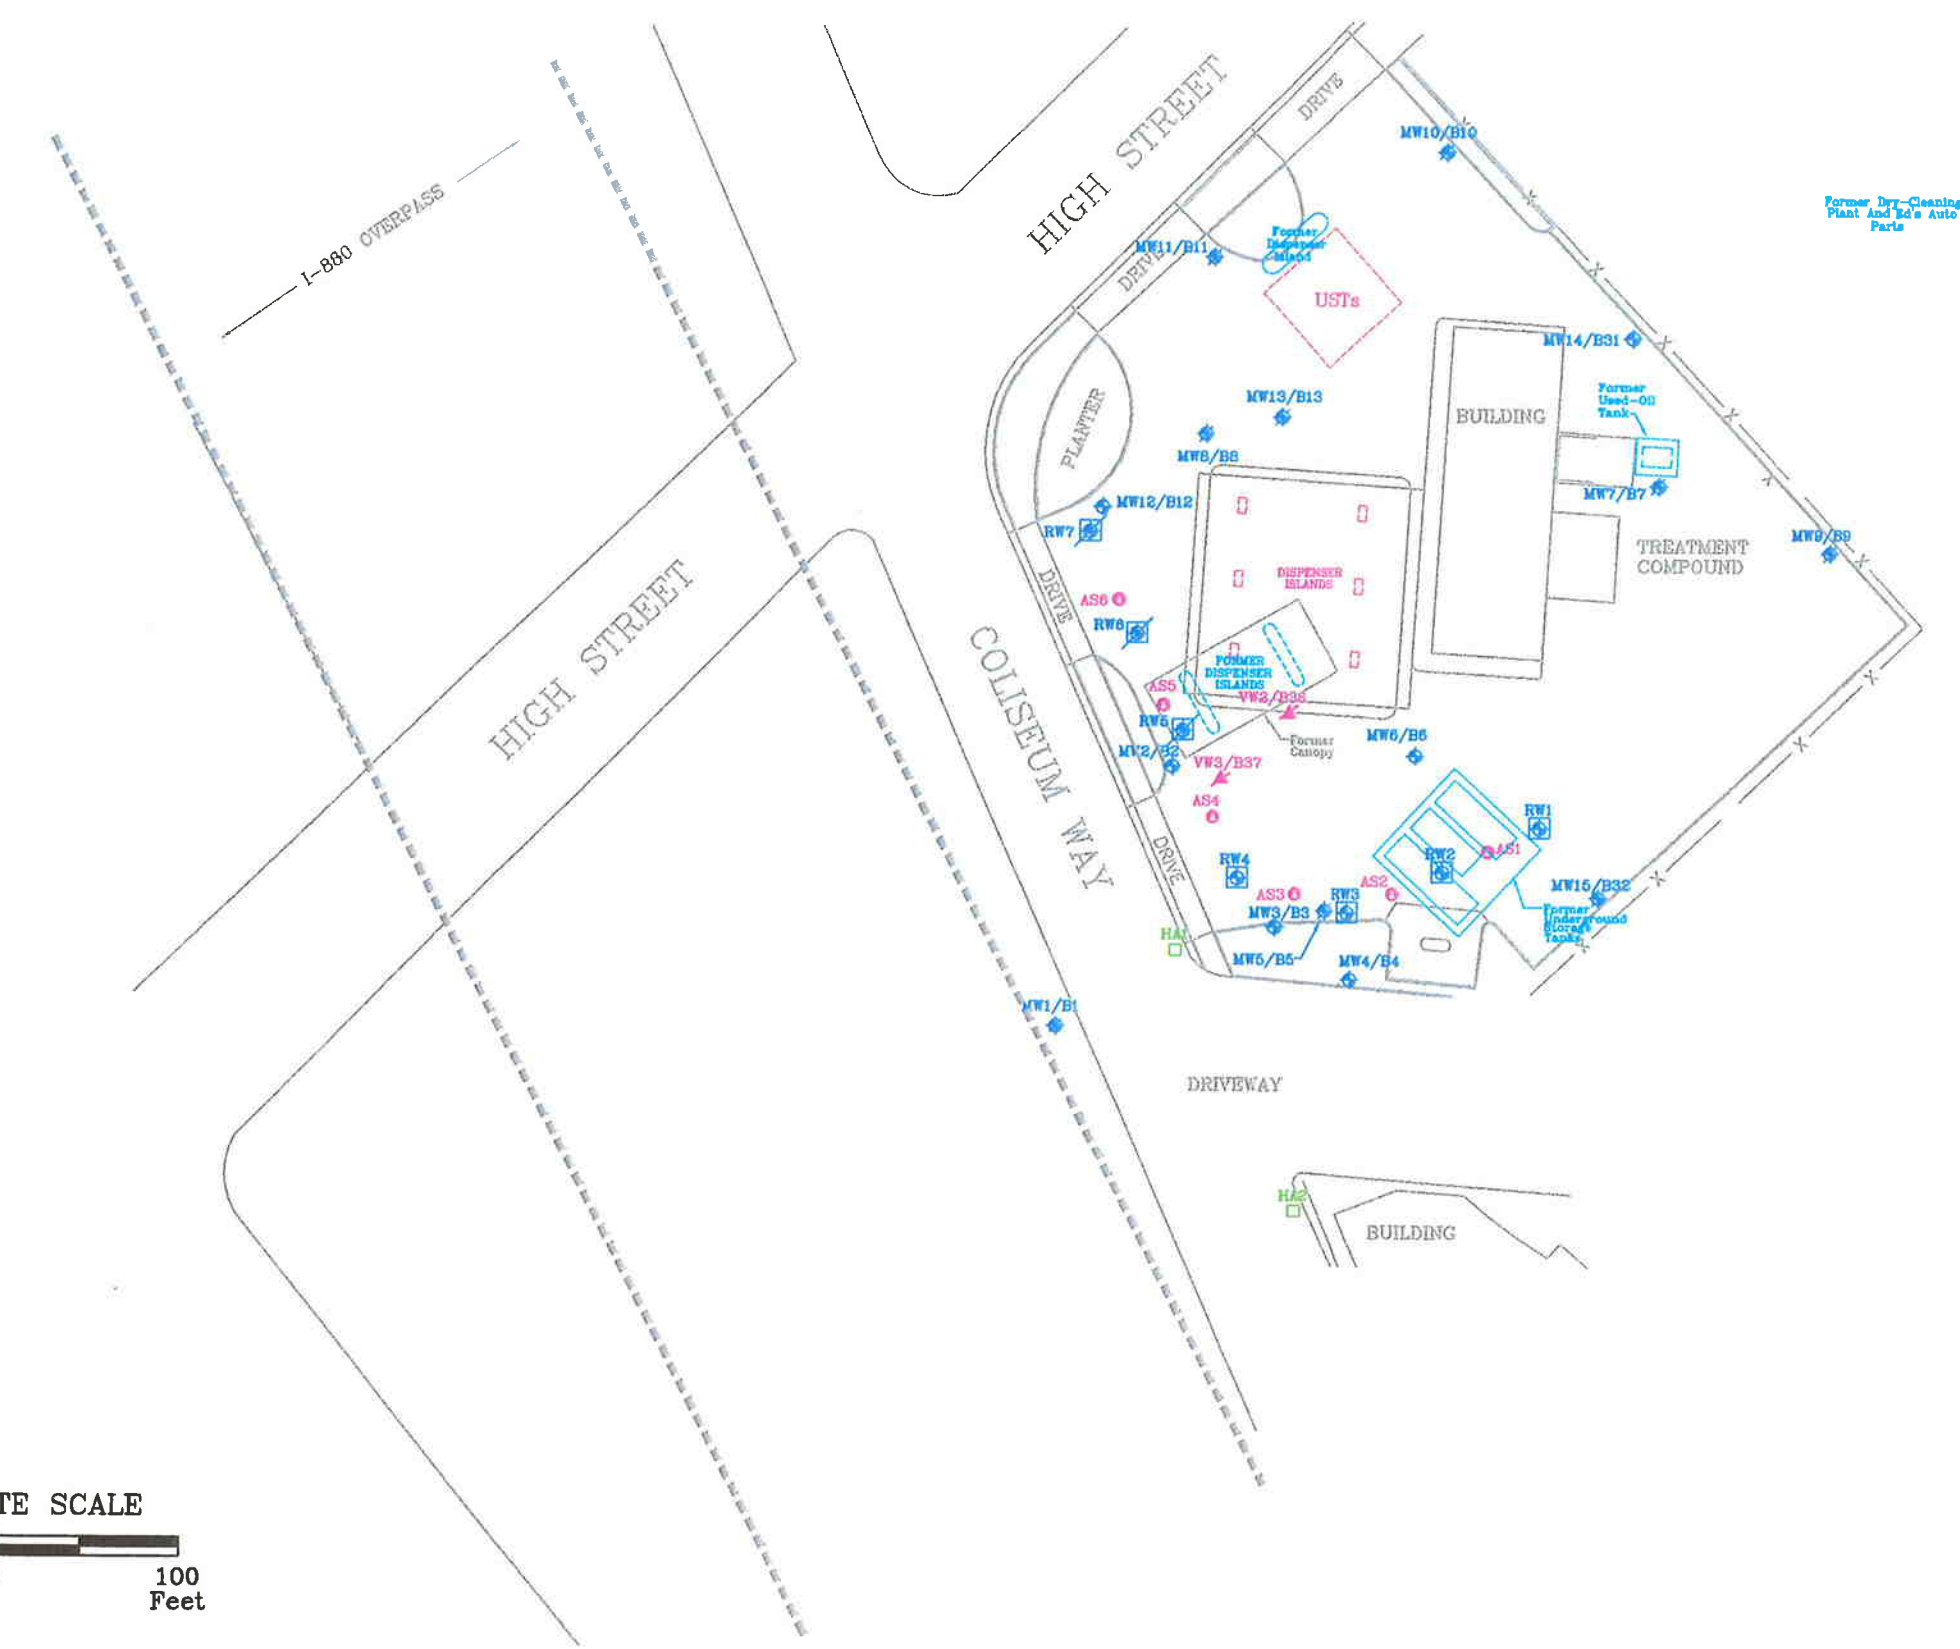 HIGH STREET
DRIVE
MW10/B10
Former Dry-Cleaning
Plant And Ed's Auto
Parts
I-880 OVERPASS
MW11/B11
Former
Dispenser
Island
DRIVE
USTs
MW14/B31
Former
Used-Oil
Tank
BUILDING
MW13/B13
PLANTER
MW8/B8
MW7/B7
MW12/B12
RW7
MW9/B9
TREATMENT
COMPOUND
DISPENSER
ISLANDS
DRIVE
AS6
RW6
HIGH STREET
COLISEUM WAY
FORMER
DISPENSER
ISLANDS
AS5
VW2/B38
RW5
Former
Canopy
MW6/B6
MW2/B2
VW3/B37
AS4
RW1
DRIVE
AS1
RW2
RW4
AS3
AS2
RW3
MW15/B32
MW3/B3
Former
Underground
Storage
Tanks
HA1
MW5/B5
MW4/B4
MW1/B1
DRIVEWAY
HA2
BUILDING
TE SCALE
100
Feet